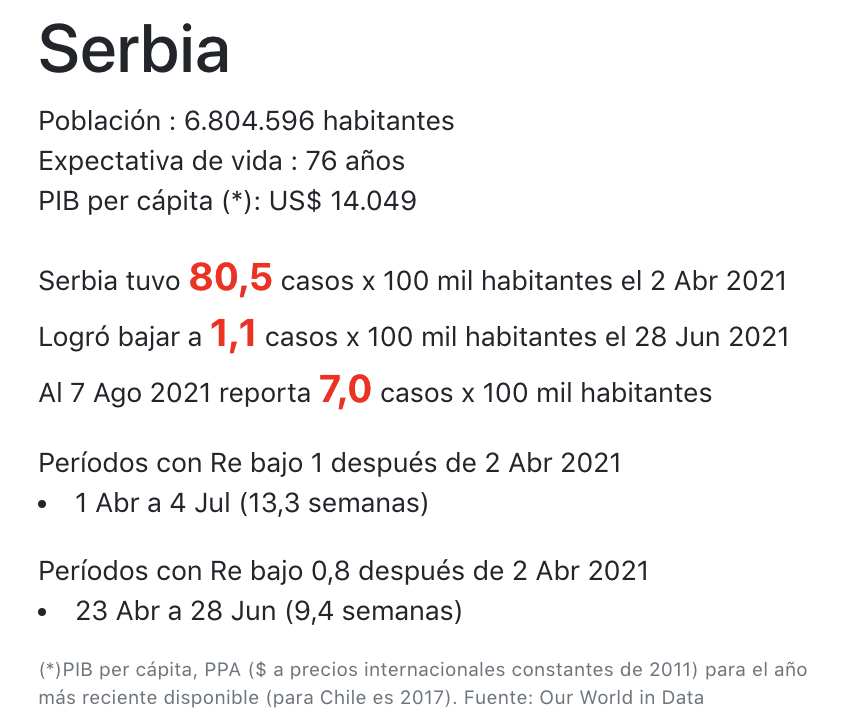 Serbia
Población : 6.804.596 habitantes
Expectativa de vida : 76 años
PIB per cápita (*): US$ 14.049
Serbia tuvo 80,5 casos x 100 mil habitantes el 2 Abr 2021
Logró bajar a 1,1 casos x 100 mil habitantes el 28 Jun 2021
Al 7 Ago 2021 reporta 7,0 casos x 100 mil habitantes
Períodos con Re bajo 1 después de 2 Abr 2021
• 1 Abr a 4 Jul (13,3 semanas)
Períodos con Re bajo 0,8 después de 2 Abr 2021
• 23 Abr a 28 Jun (9,4 semanas)
(*)PIB per cápita, PPA ($ a precios internacionales constantes de 2011) para el año
más reciente disponible (para Chile es 2017). Fuente: Our World in Data